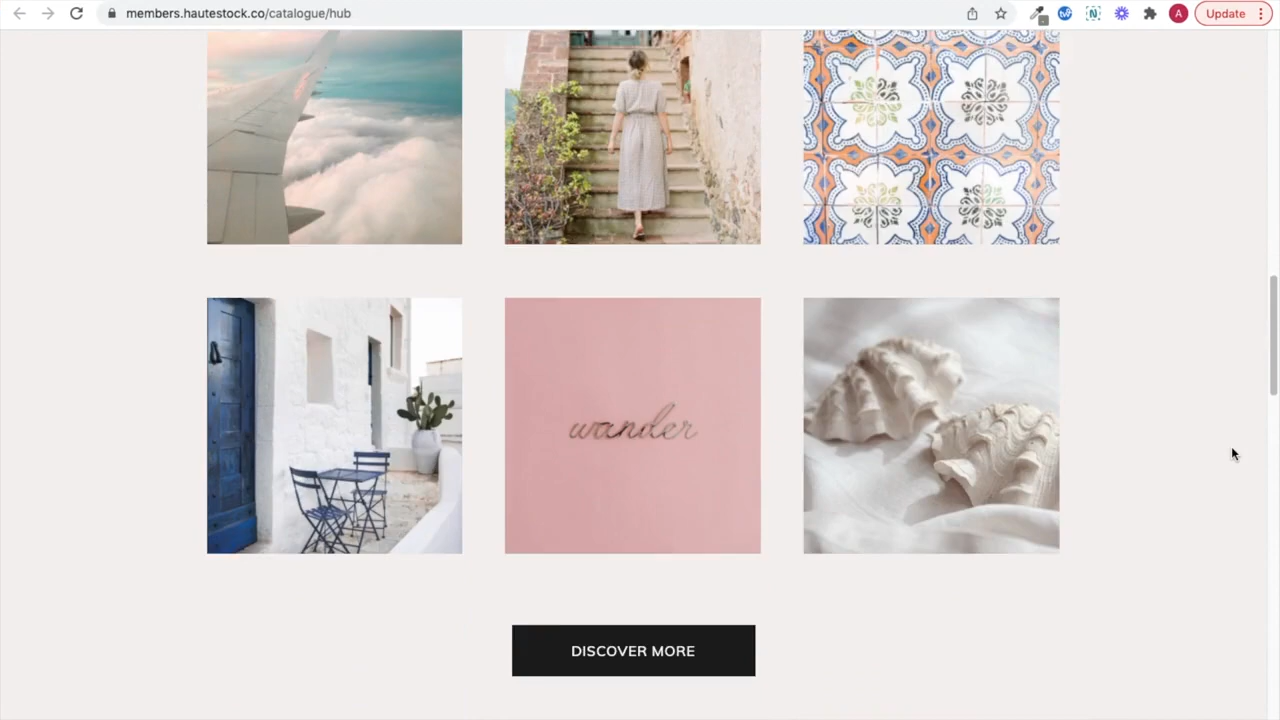 members.hautestock.co/catalogue/hub
A
Update
wander
DISCOVER MORE